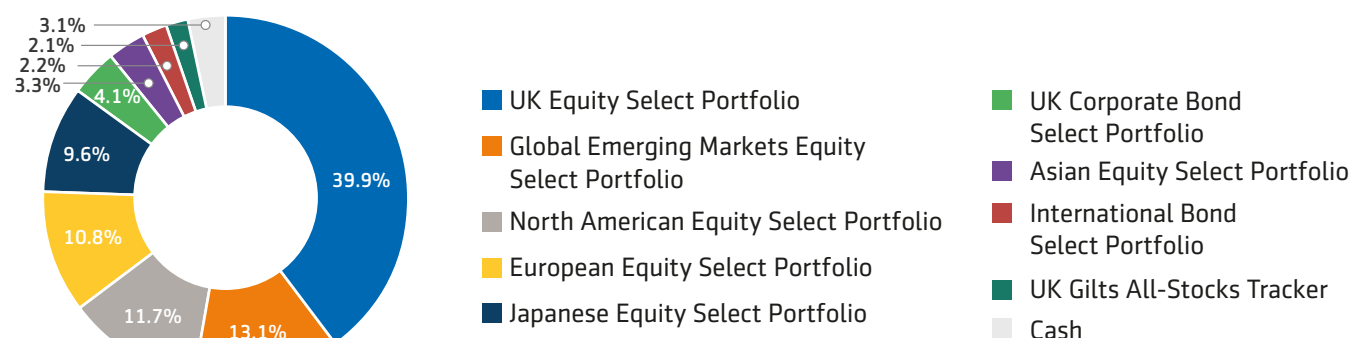 3.1%
2.1%
2.2%
3.3%
4.1%
9.6%
10.8%
11.7%
13.1%
39.9%
UK Equity Select Portfolio
Global Emerging Markets Equity
Select Portfolio
North American Equity Select Portfolio
European Equity Select Portfolio
Japanese Equity Select Portfolio
UK Corporate Bond
Select Portfolio
Asian Equity Select Portfolio
International Bond
Select Portfolio
UK Gilts All-Stocks Tracker
Cash